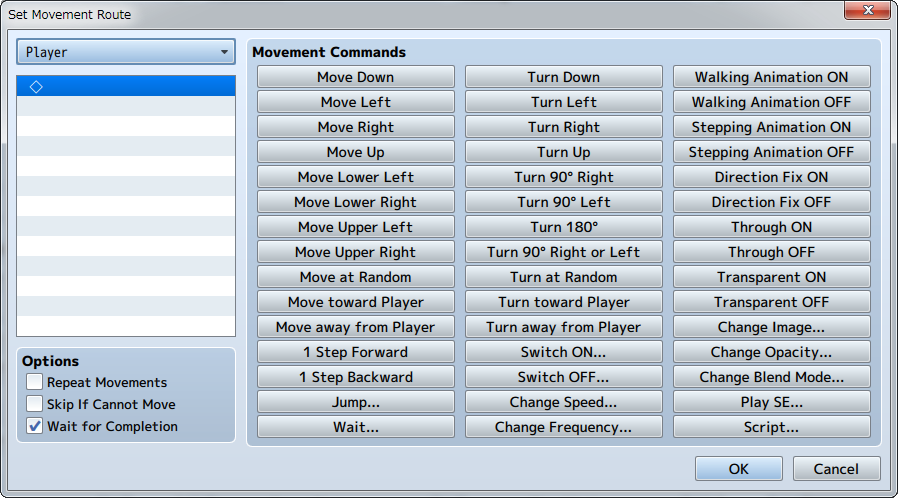 Set Movement Route
Player
Movement Commands
Move Down
Turn Down
Walking Animation ON
Move Left
Turn Left
Walking Animation OFF
Move Right
Turn Right
Stepping Animation ON
Move Up
Turn Up
Stepping Animation OFF
Move Lower Left
Turn 90° Right
Direction Fix ON
Move Lower Right
Turn 90° Left
Direction Fix OFF
Move Upper Left
Turn 180°
Through ON
Move Upper Right
Turn 90° Right or Left
Through OFF
Move at Random
Turn at Random
Transparent ON
Move toward Player
Turn toward Player
Transparent OFF
Move away from Player
Turn away from Player
Change Image...
1 Step Forward
Switch ON...
Change Opacity...
1 Step Backward
Switch OFF...
Change Blend Mode...
Jump...
Change Speed...
Play SE...
Wait...
Change Frequency...
Script...
Options
Repeat Movements
Skip If Cannot Move
Wait for Completion
OK
Cancel